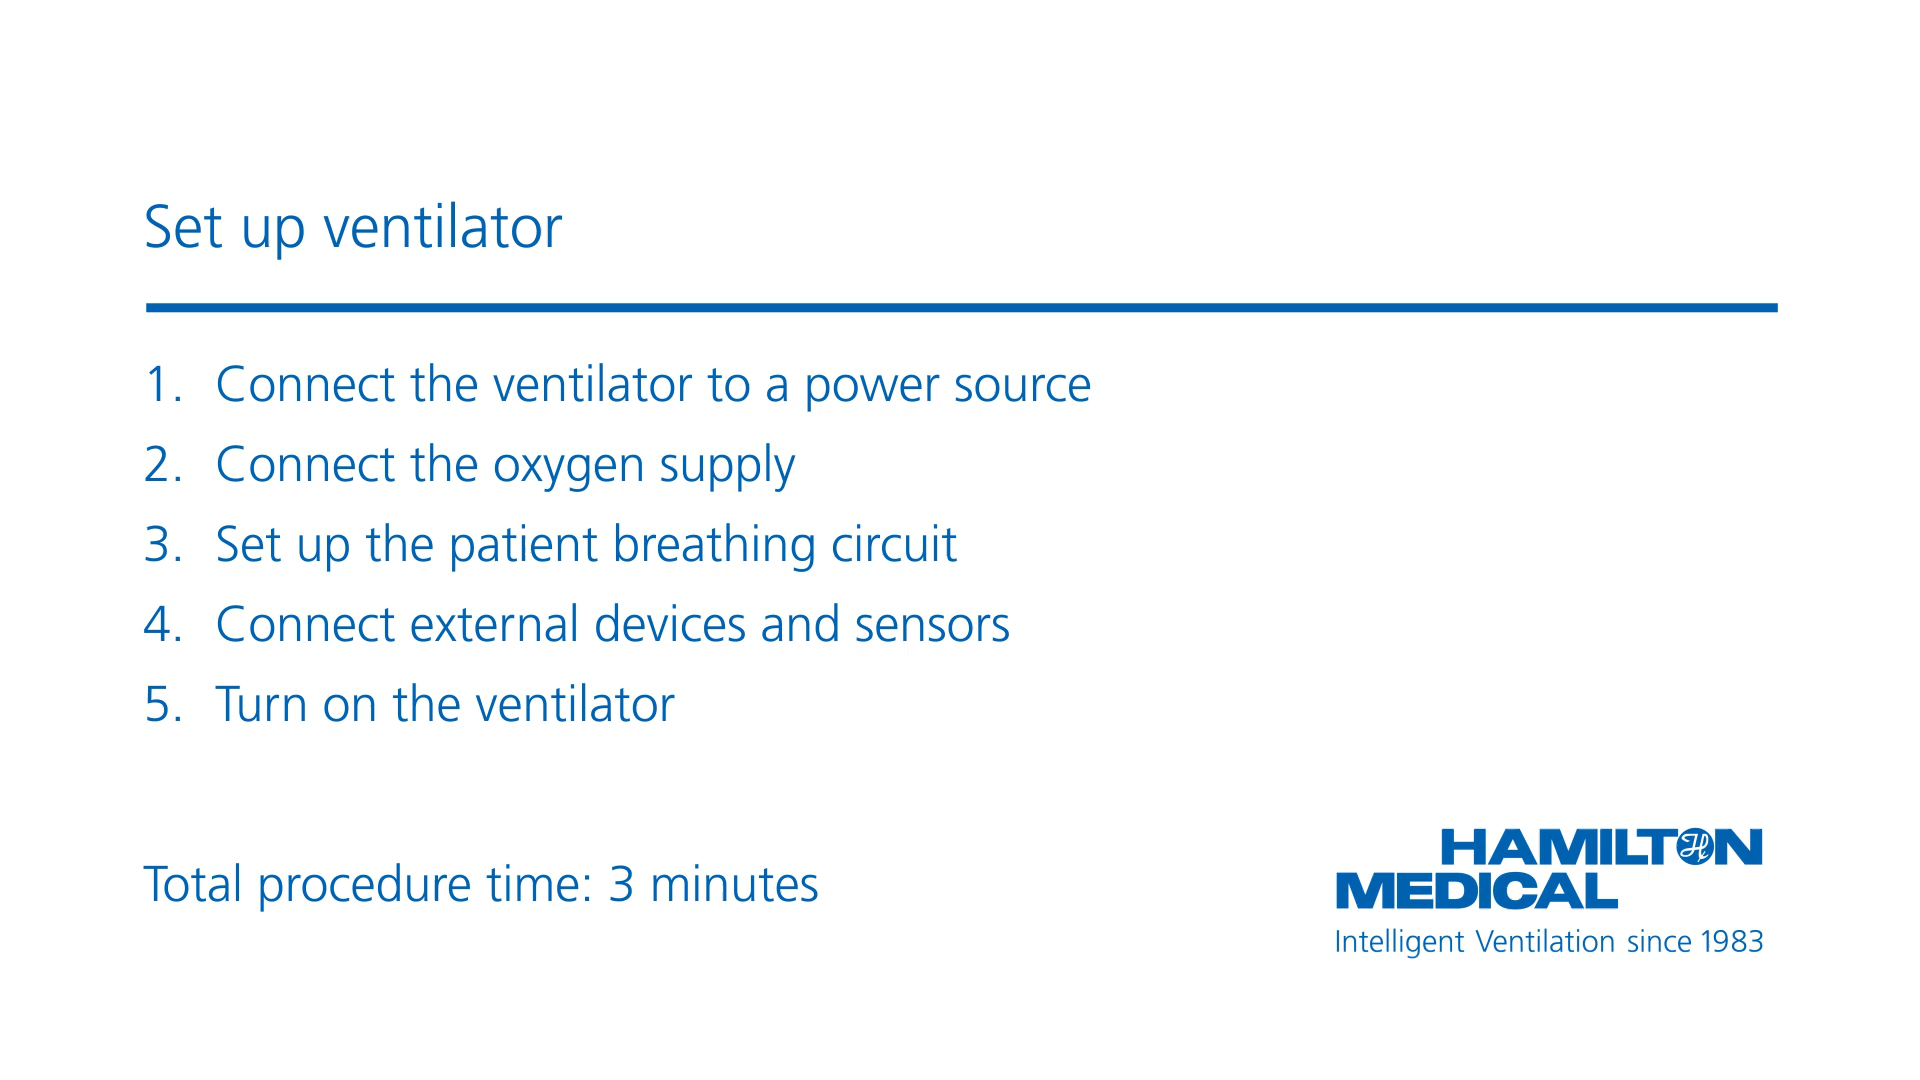 Set up ventilator
1. Connect the ventilator to a power source
2. Connect the oxygen supply
3. Set up the patient breathing circuit
4. Connect external devices and sensors
5. Turn on the ventilator
Total procedure time: 3 minutes
HAMILTON
MEDICAL
Intelligent Ventilation since 1983